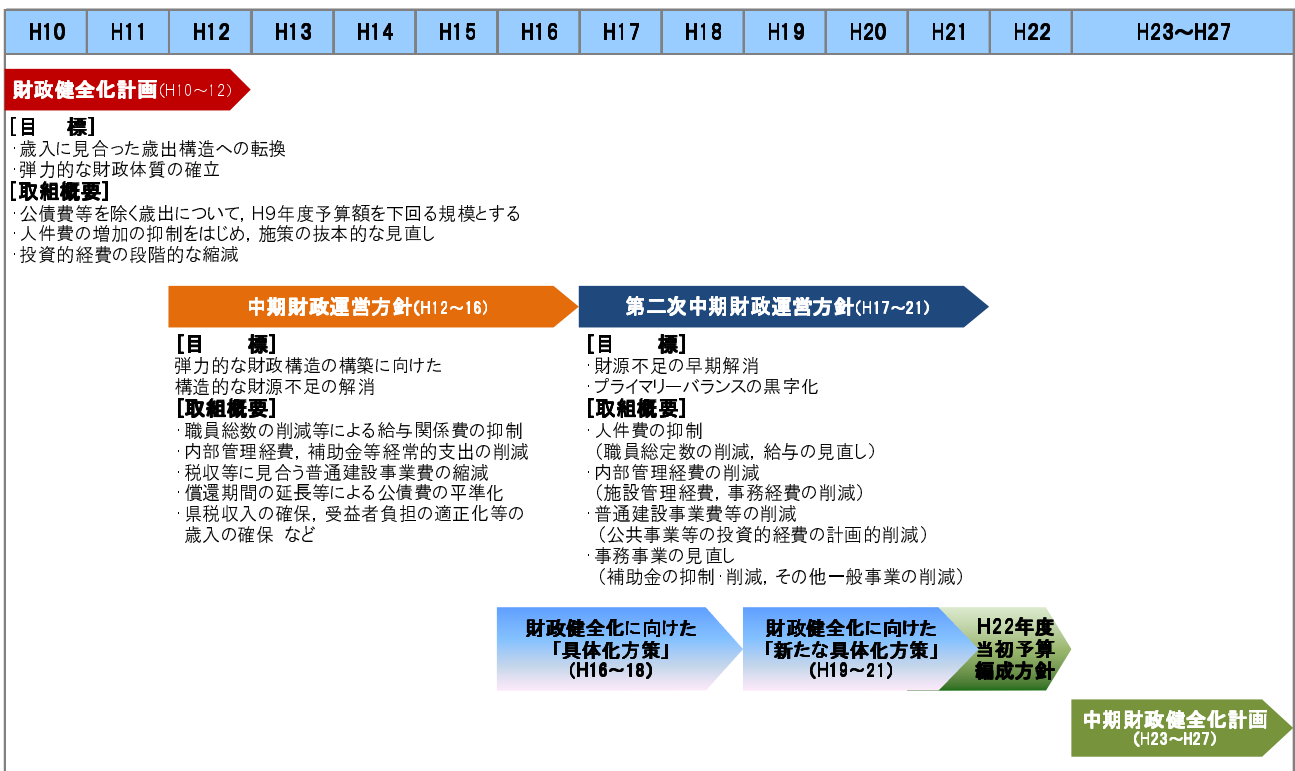 H10 H11 H12 H13 H14 H15 H16 H17 H18 H19 H20 H21 H22 H23～H27
財政健全化計画(H10～12)
[目　標]
・歳入に見合った歳出構造への転換
・弾力的な財政体質の確立
[取組概要]
・公債費等を除く歳出について，H9年度予算額を下回る規模とする
・人件費の増加の抑制をはじめ，施策の抜本的な見直し
・投資的経費の段階的な縮減
中期財政運営方針(H12～16)
[目　標]
弾力的な財政構造の構築に向けた
構造的な財源不足の解消
[取組概要]
・職員総数の削減等による給与関係費の抑制
・内部管理経費，補助金等経常的支出の削減
・税収等に見合う普通建設事業費の縮減
・償還期間の延長等による公債費の平準化
・県税収入の確保，受益者負担の適正化等の
歳入の確保 など
第二次中期財政運営方針(H17～21)
[目　標]
・財源不足の早期解消
・プライマリーバランスの黒字化
[取組概要]
・人件費の抑制
（職員総定数の削減，給与の見直し）
・内部管理経費の削減
（施設管理経費，事務経費の削減）
・普通建設事業費等の削減
（公共事業等の投資的経費の計画的削減）
・事務事業の見直し
（補助金の抑制・削減，その他一般事業の削減）
財政健全化に向けた
「具体化方策」
(H16～18)
財政健全化に向けた
「新たな具体化方策」
(H19～21)
H22年度
当初予算
編成方針
中期財政健全化計画
(H23～H27)